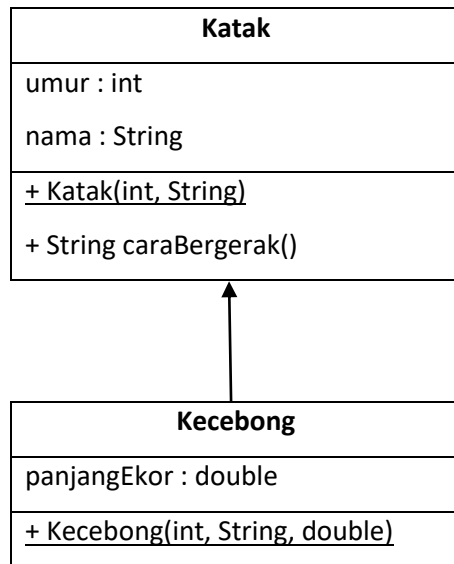 Katak
umur : int
nama : String
+ Katak(int, String)
+ String caraBergerak()
Kecebong
panjangEkor : double
+ Kecebong(int, String, double)